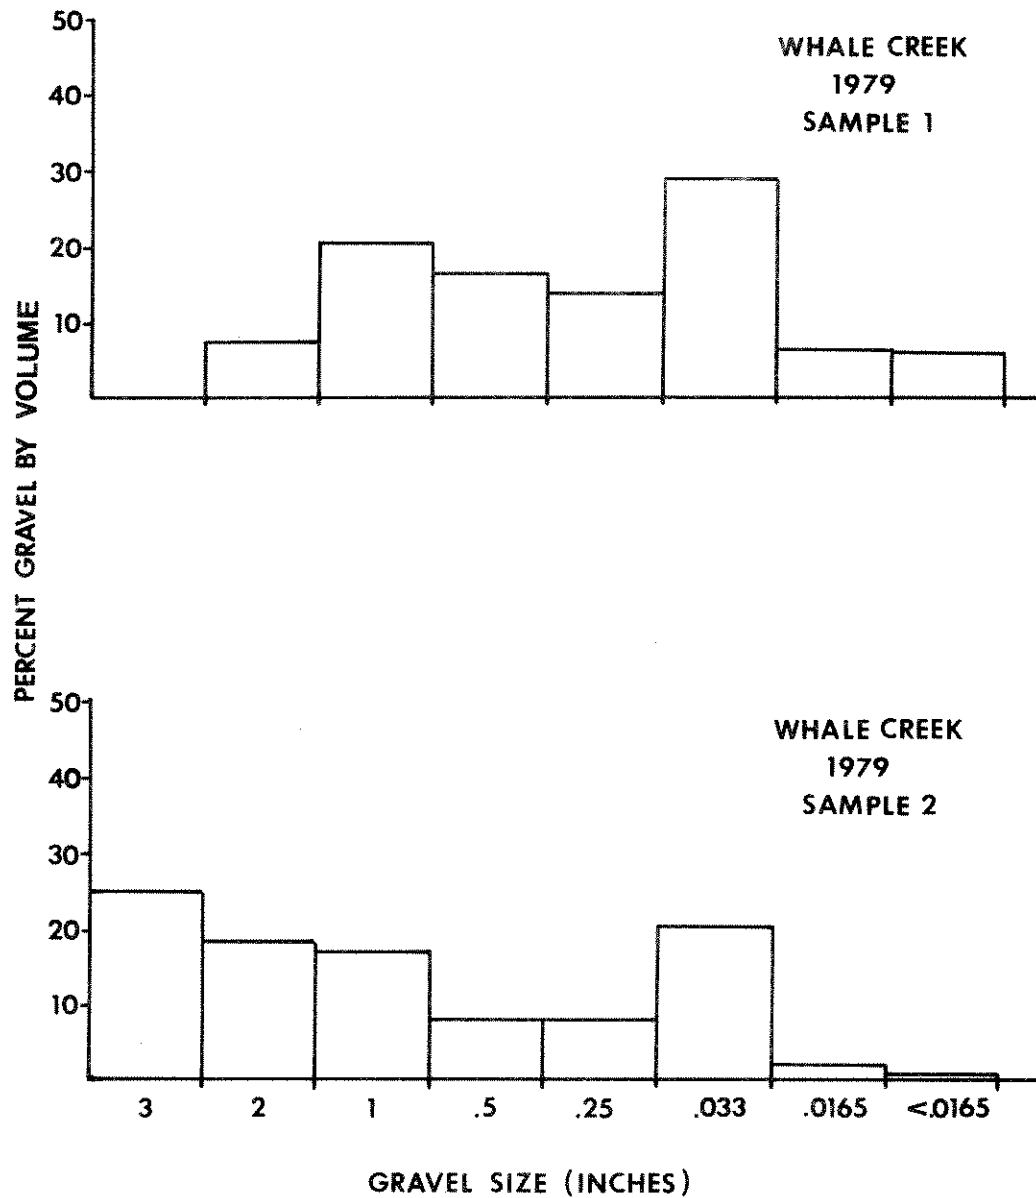 50
40
30
20
10
WHALE CREEK
1979
SAMPLE 1
PERCENT GRAVEL BY VOLUME
50
40
30
20
10
WHALE CREEK
1979
SAMPLE 2
3 2 1 .5 .25 .033 .0165 <.0165
GRAVEL SIZE (INCHES)